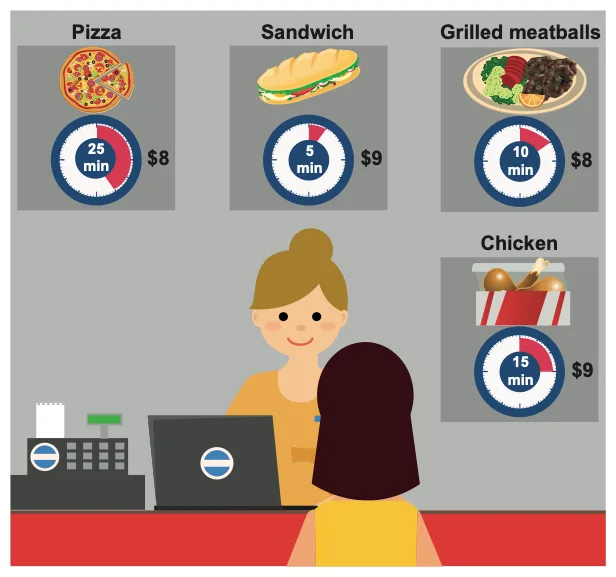 Pizza
25
min
$8
Sandwich
5
min
$9
Grilled meatballs
10
min
$8
Chicken
15
min
$9